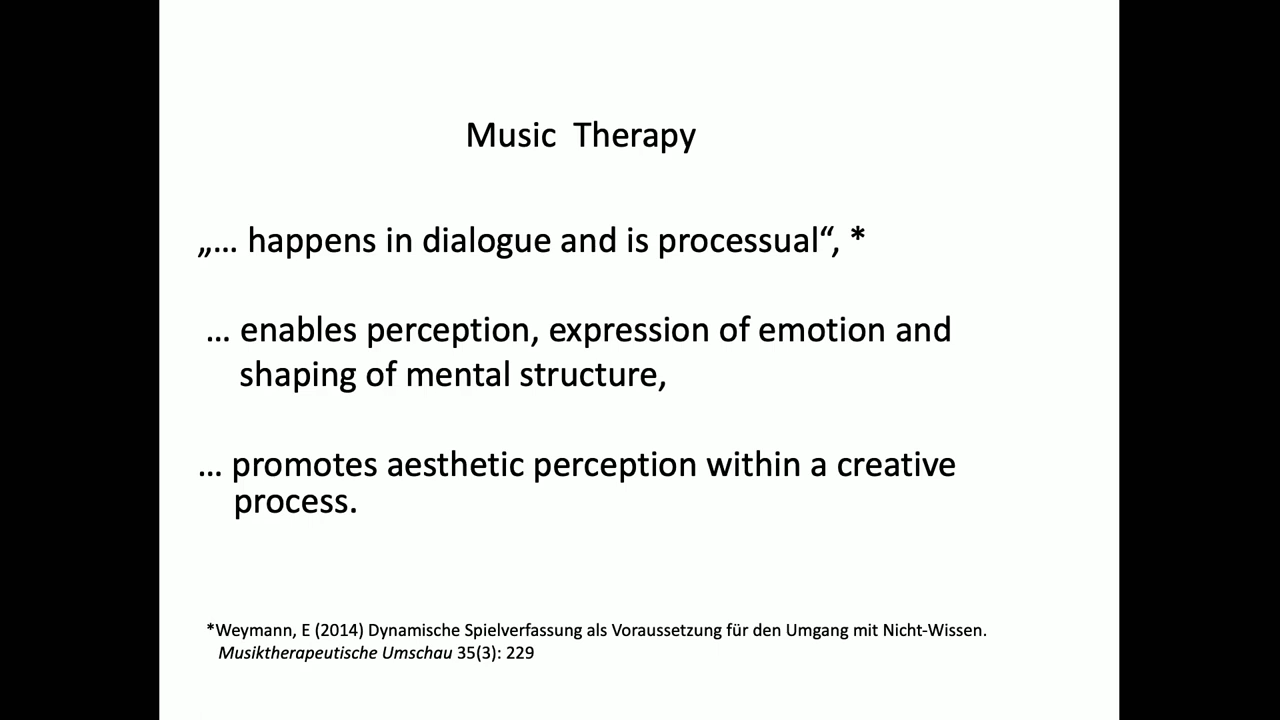 Music  Therapy
„… happens in dialogue and is processual“, *
… enables perception, expression of emotion and
shaping of mental structure,
… promotes aesthetic perception within a creative
process.
*Weymann, E (2014) Dynamische Spielverfassung als Voraussetzung für den Umgang mit Nicht-Wissen.
Musiktherapeutische Umschau 35(3): 229